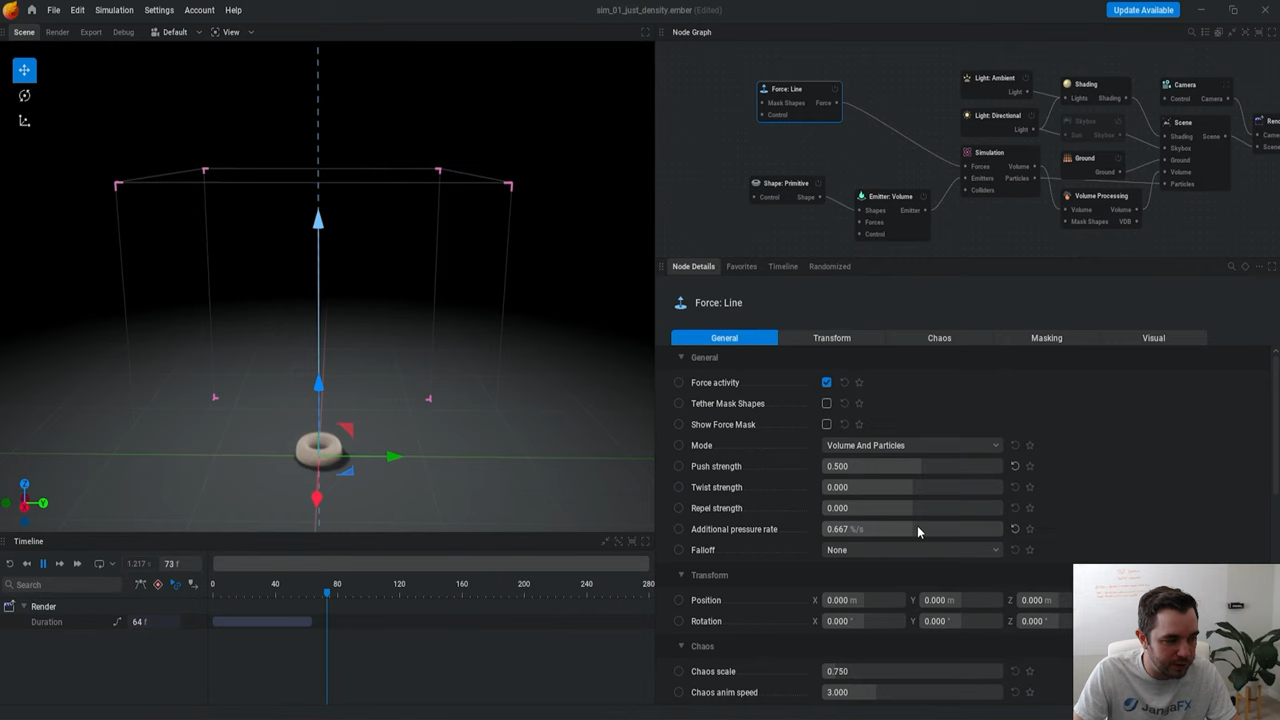 File Edit Simulation Settings Account Help
sim_01_just_density.ember (Edited)
Update Available
Scene Render Export Debug Default View
Node Graph
Force: Line
Mask Shapes Force
Control
Light: Ambient
Light
Light: Directional
Light
Shading
Lights Shading
Skybox
Sun Skybox
Camera
Control Camera
Scene
Shading Scene
Skybox
Ground
Volume
Particles
Simulation
Forces Volume
Emitters Particles
Colliders
Ground
Ground
Shape: Primitive
Control Shape
Emitter: Volume
Shapes Emitter
Forces
Control
Volume Processing
Volume Volume
Mask Shapes VDB
Node Details Favorites Timeline Randomized
Force: Line
General Transform Chaos Masking Visual
General
Force activity
Tether Mask Shapes
Show Force Mask
Mode Volume And Particles
Push strength 0.500
Twist strength 0.000
Repel strength 0.000
Additional pressure rate 0.667 %/s
Falloff None
Transform
Position X 0.000 m Y 0.000 m Z 0.000 m
Rotation X 0.000 ° Y 0.000 ° Z 0.000 °
Chaos
Chaos scale 0.750
Chaos anim speed 3.000
Z
Y
X
Timeline
1.217 s 73 f
Search
0 40 80 120 160 200 240 280
Render
Duration 64 f
JangaFX